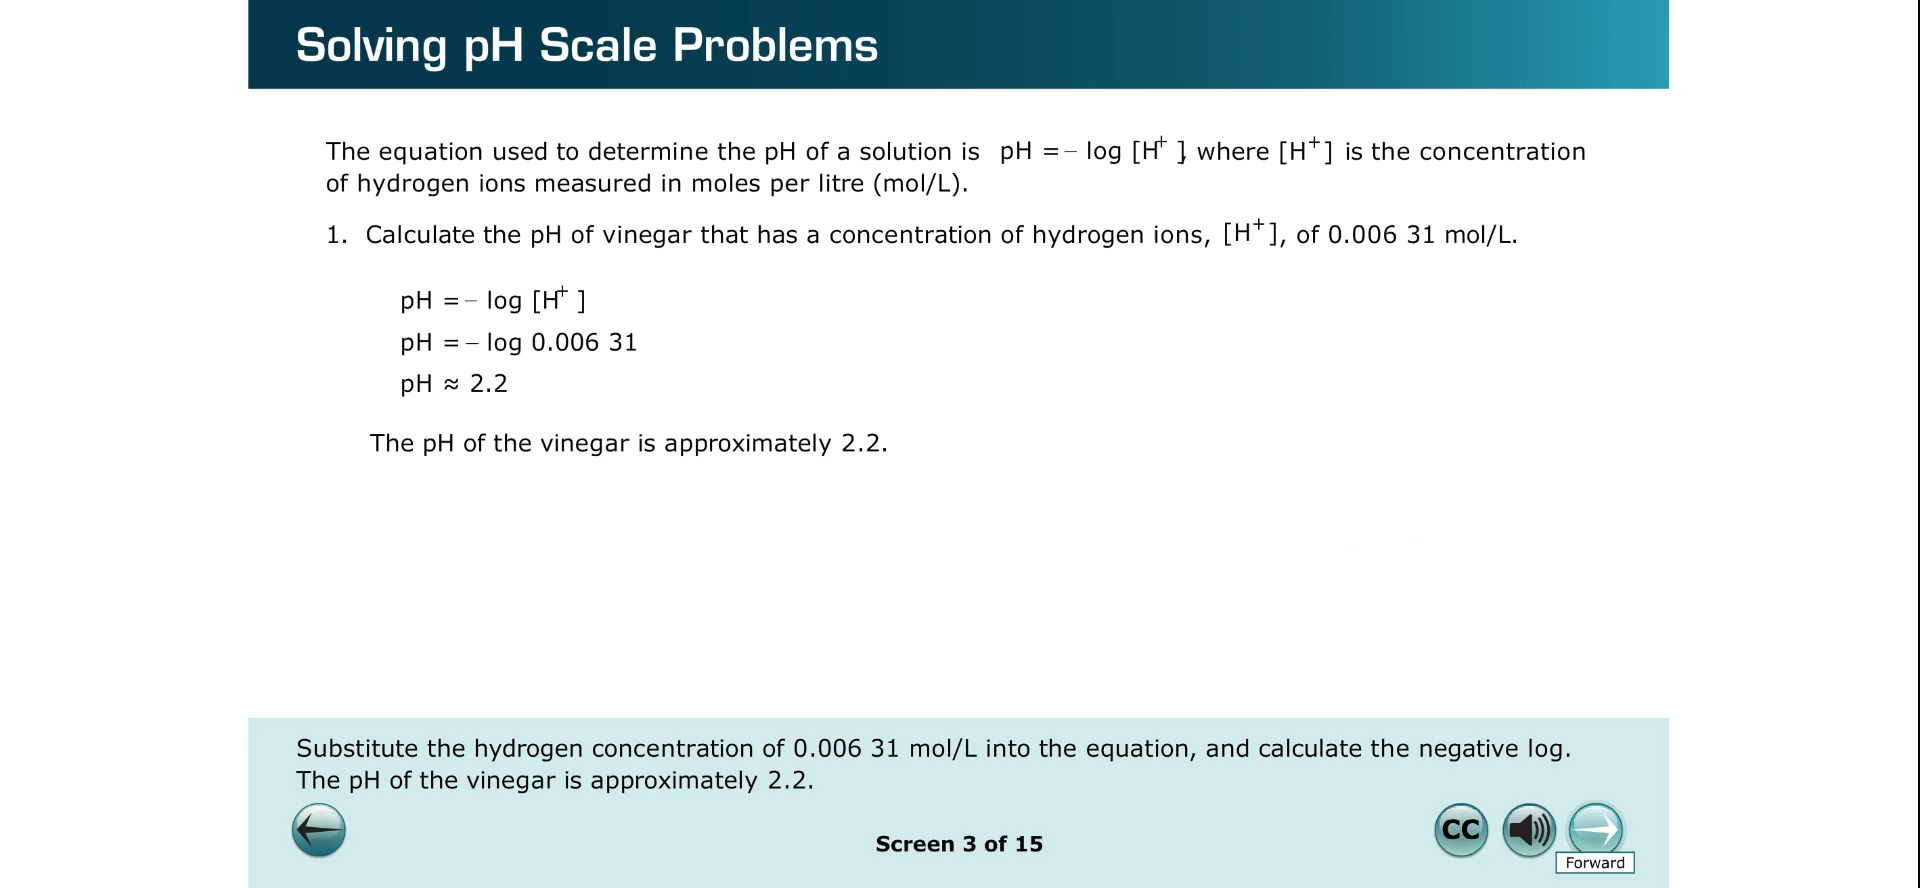 Solving pH Scale Problems
The equation used to determine the pH of a solution is pH = – log [H⁺ ], where [H⁺] is the concentration
of hydrogen ions measured in moles per litre (mol/L).
1. Calculate the pH of vinegar that has a concentration of hydrogen ions, [H⁺], of 0.006 31 mol/L.
pH = – log [H⁺ ]
pH = – log 0.006 31
pH ≈ 2.2
The pH of the vinegar is approximately 2.2.
Substitute the hydrogen concentration of 0.006 31 mol/L into the equation, and calculate the negative log.
The pH of the vinegar is approximately 2.2.
CC
Screen 3 of 15
Forward